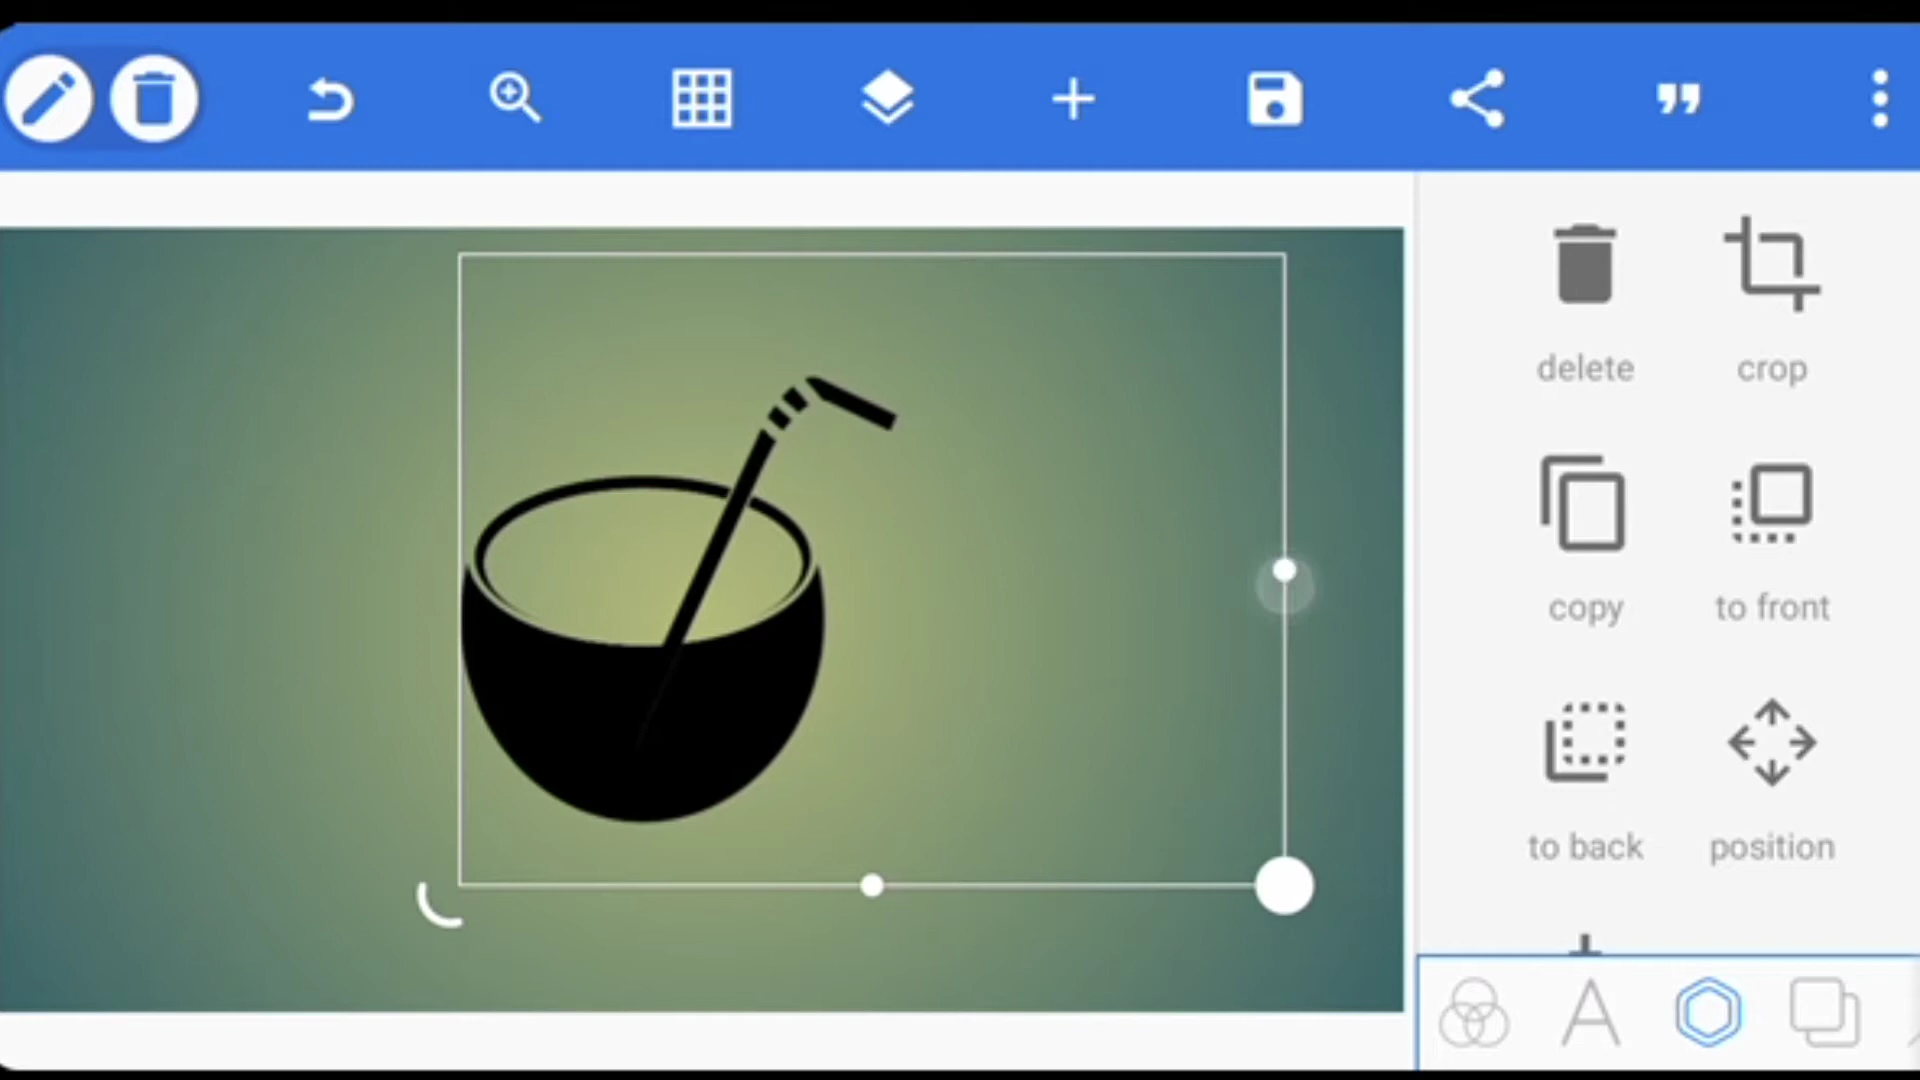 delete
crop
copy
to front
to back
position